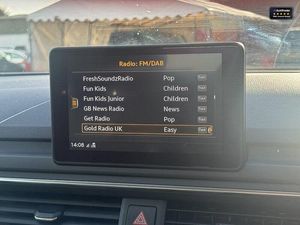 Radio: FM/DAB
FreshSoundzRadio Pop
Fun Kids Children
Fun Kids Junior Children
GB News Radio News
Get Radio Pop
Gold Radio UK Easy
14:08